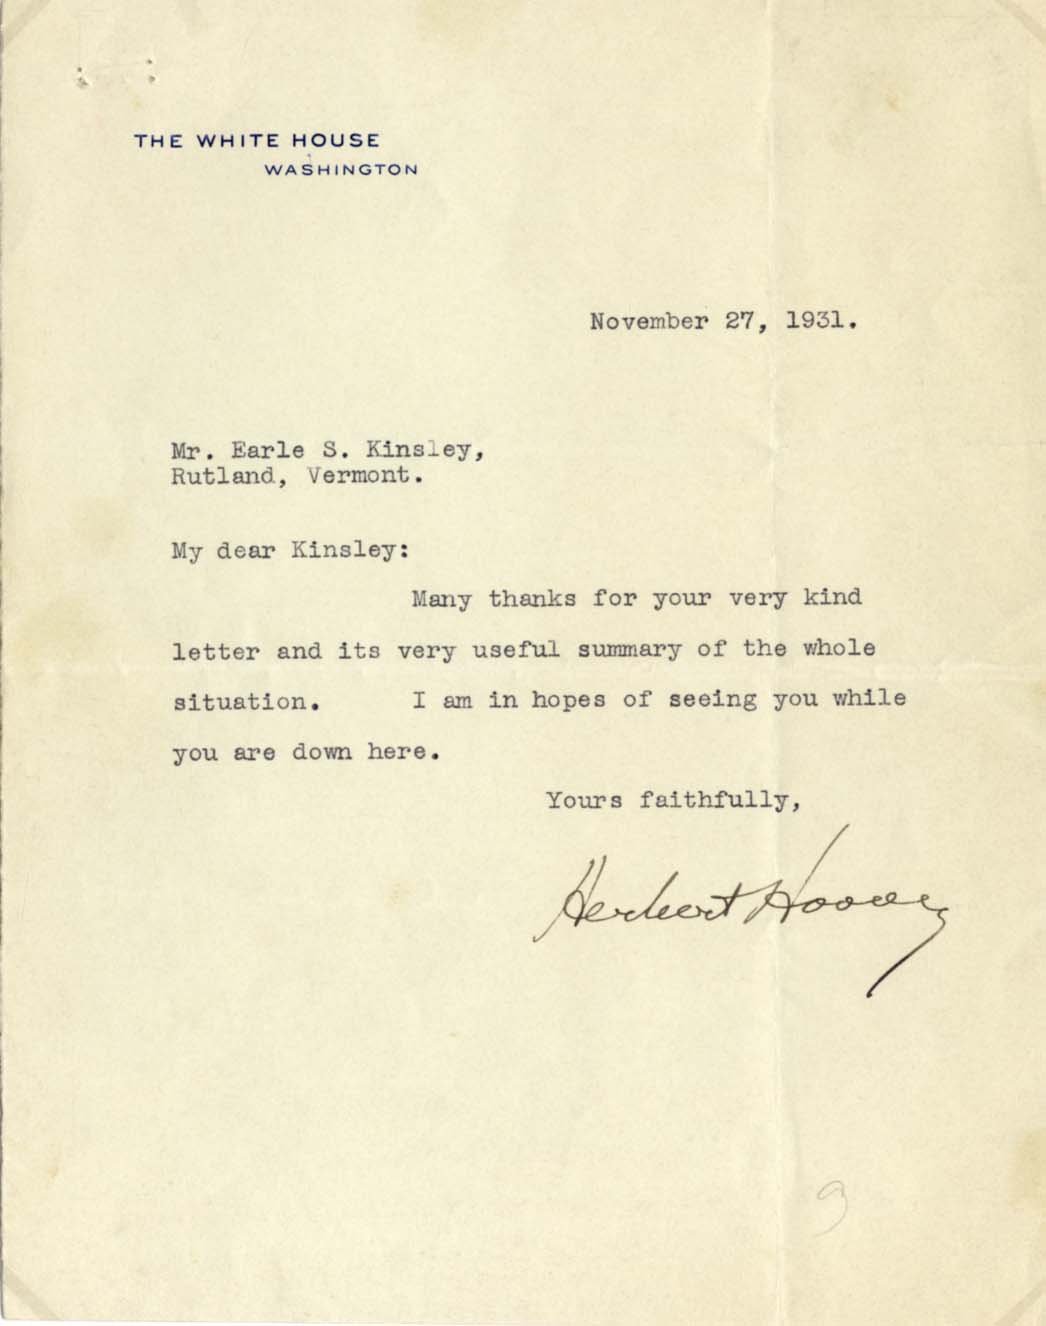 THE WHITE HOUSE
WASHINGTON
November 27, 1931.
Mr. Earle S. Kinsley,
Rutland, Vermont.
My dear Kinsley:
Many thanks for your very kind
letter and its very useful summary of the whole
situation. I am in hopes of seeing you while
you are down here.
Yours faithfully,
Herbert Hoover